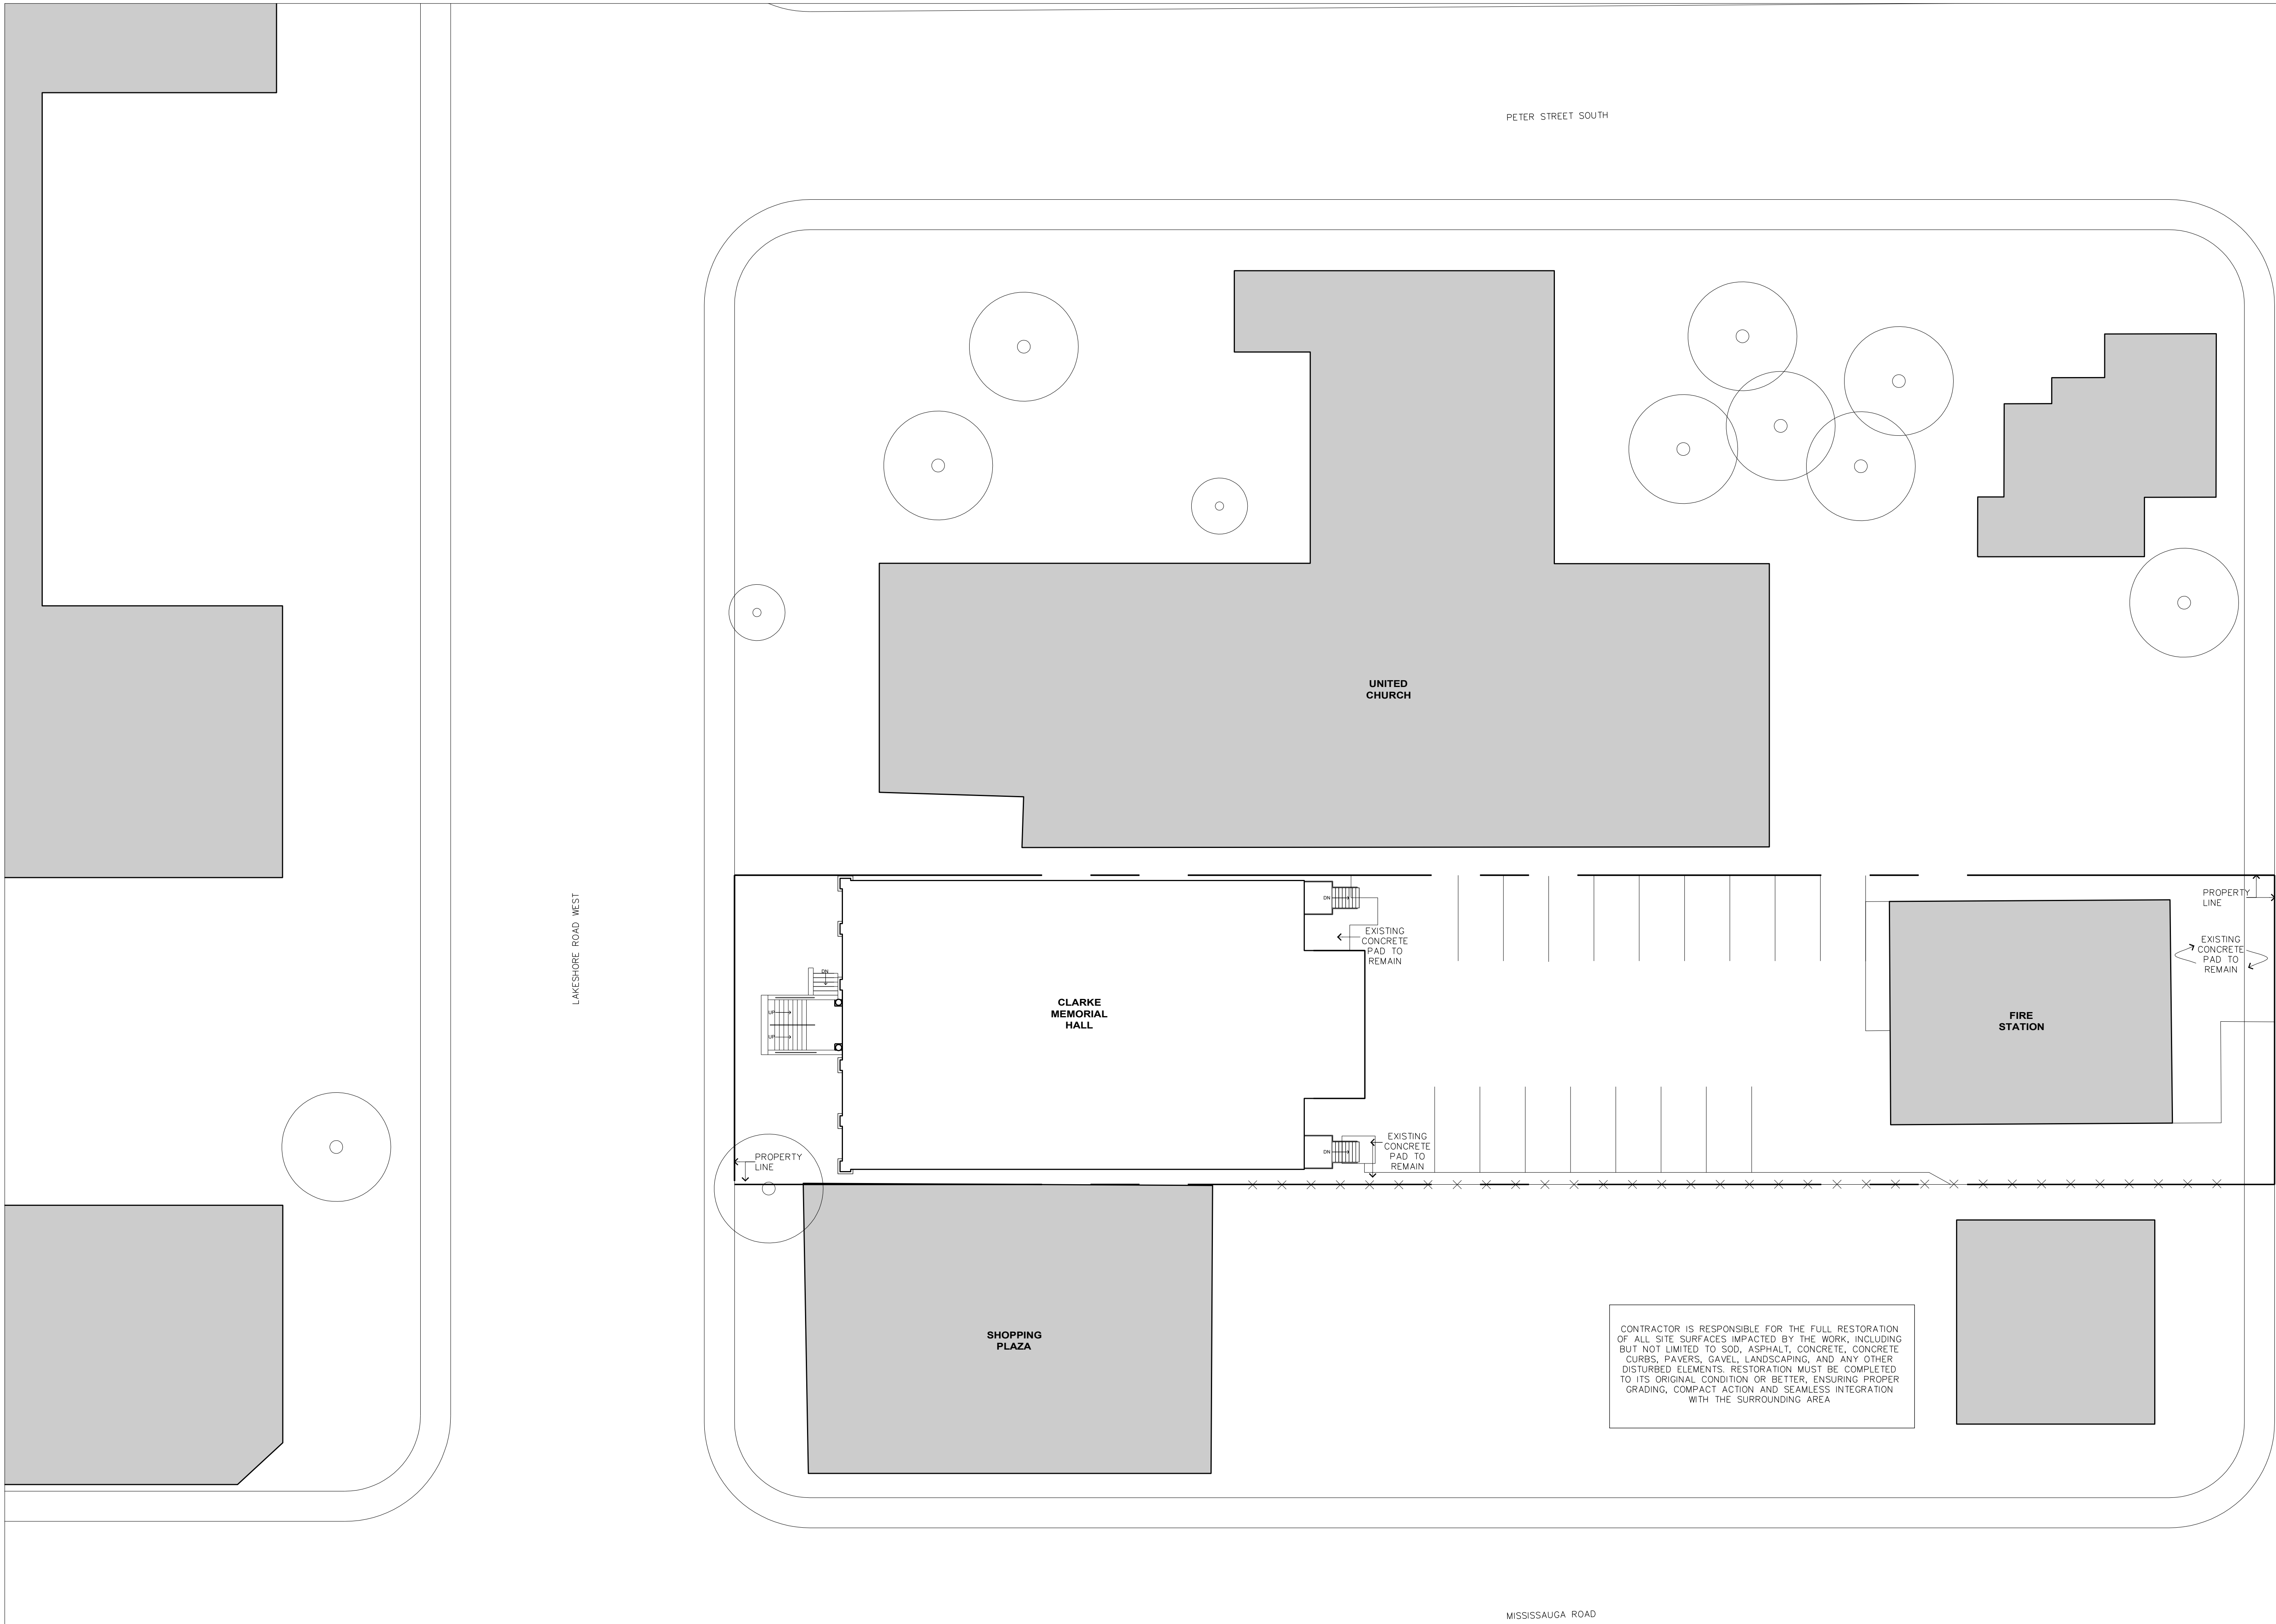 PETER STREET SOUTH
UNITED
CHURCH
LAKESHORE ROAD WEST
DN
EXISTING
CONCRETE
PAD TO
REMAIN
PROPERTY
LINE
EXISTING
CONCRETE
PAD TO
REMAIN
DN
UP
UP
CLARKE
MEMORIAL
HALL
FIRE
STATION
PROPERTY
LINE
DN
EXISTING
CONCRETE
PAD TO
REMAIN
SHOPPING
PLAZA
CONTRACTOR IS RESPONSIBLE FOR THE FULL RESTORATION
OF ALL SITE SURFACES IMPACTED BY THE WORK, INCLUDING
BUT NOT LIMITED TO SOD, ASPHALT, CONCRETE, CONCRETE
CURBS, PAVERS, GAVEL, LANDSCAPING, AND ANY OTHER
DISTURBED ELEMENTS. RESTORATION MUST BE COMPLETED
TO ITS ORIGINAL CONDITION OR BETTER, ENSURING PROPER
GRADING, COMPACT ACTION AND SEAMLESS INTEGRATION
WITH THE SURROUNDING AREA
MISSISSAUGA ROAD